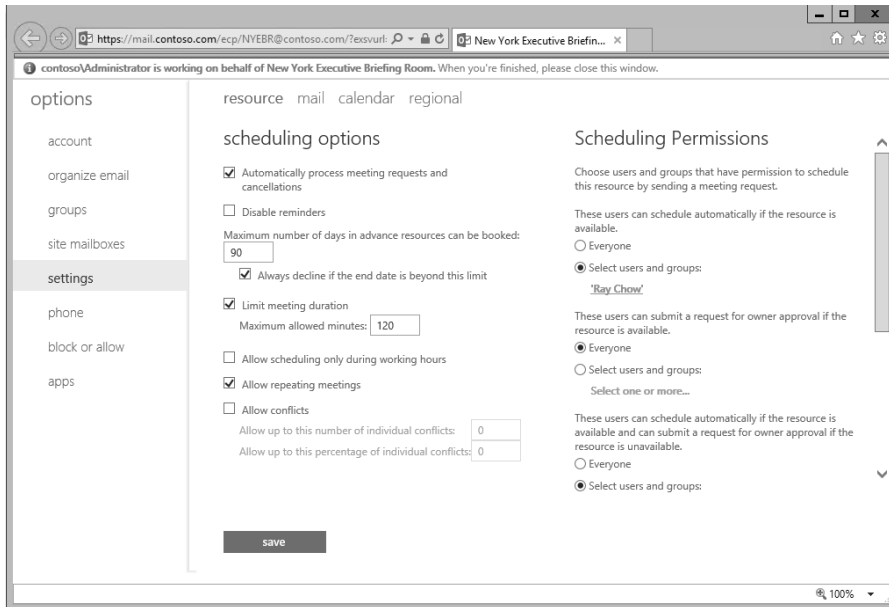 https://mail.contoso.com/ecp/NYEBR@contoso.com/?exsvurl:
New York Executive Briefin...
contoso\Administrator is working on behalf of New York Executive Briefing Room. When you're finished, please close this window.
options
account
organize email
groups
site mailboxes
settings
phone
block or allow
apps
resource mail calendar regional
scheduling options
Automatically process meeting requests and
cancellations
Disable reminders
Maximum number of days in advance resources can be booked:
90
Always decline if the end date is beyond this limit
Limit meeting duration
Maximum allowed minutes: 120
Allow scheduling only during working hours
Allow repeating meetings
Allow conflicts
Allow up to this number of individual conflicts: 0
Allow up to this percentage of individual conflicts: 0
save
Scheduling Permissions
Choose users and groups that have permission to schedule
this resource by sending a meeting request.
These users can schedule automatically if the resource is
available.
Everyone
Select users and groups:
'Ray Chow'
These users can submit a request for owner approval if the
resource is available.
Everyone
Select users and groups:
Select one or more...
These users can schedule automatically if the resource is
available and can submit a request for owner approval if the
resource is unavailable.
Everyone
Select users and groups:
100%